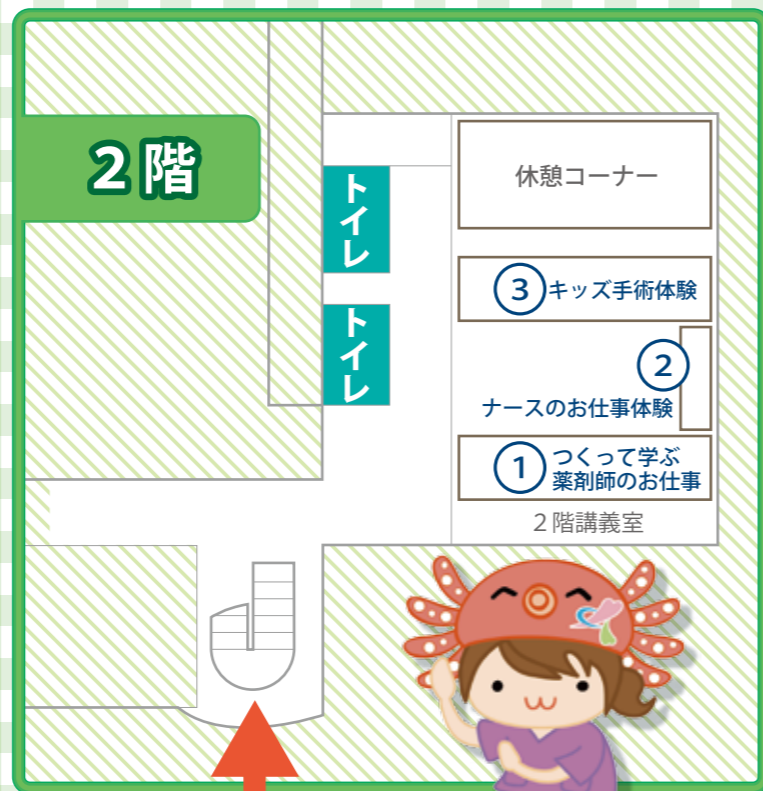 2階
トイレ
トイレ
休憩コーナー
3 キッズ手術体験
2
ナースのお仕事体験
1 つくって学ぶ
薬剤師のお仕事
2階講義室